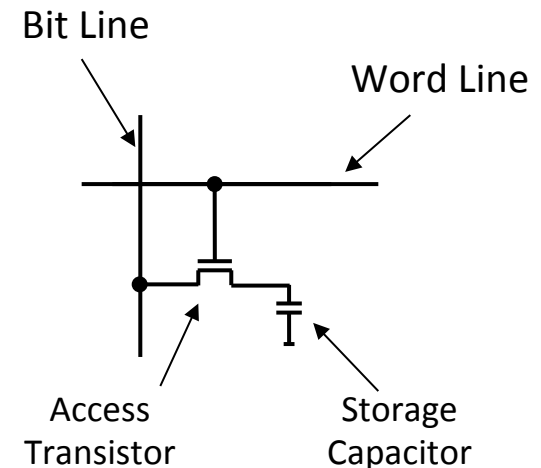 Bit Line
Word Line
Access
Transistor
Storage
Capacitor